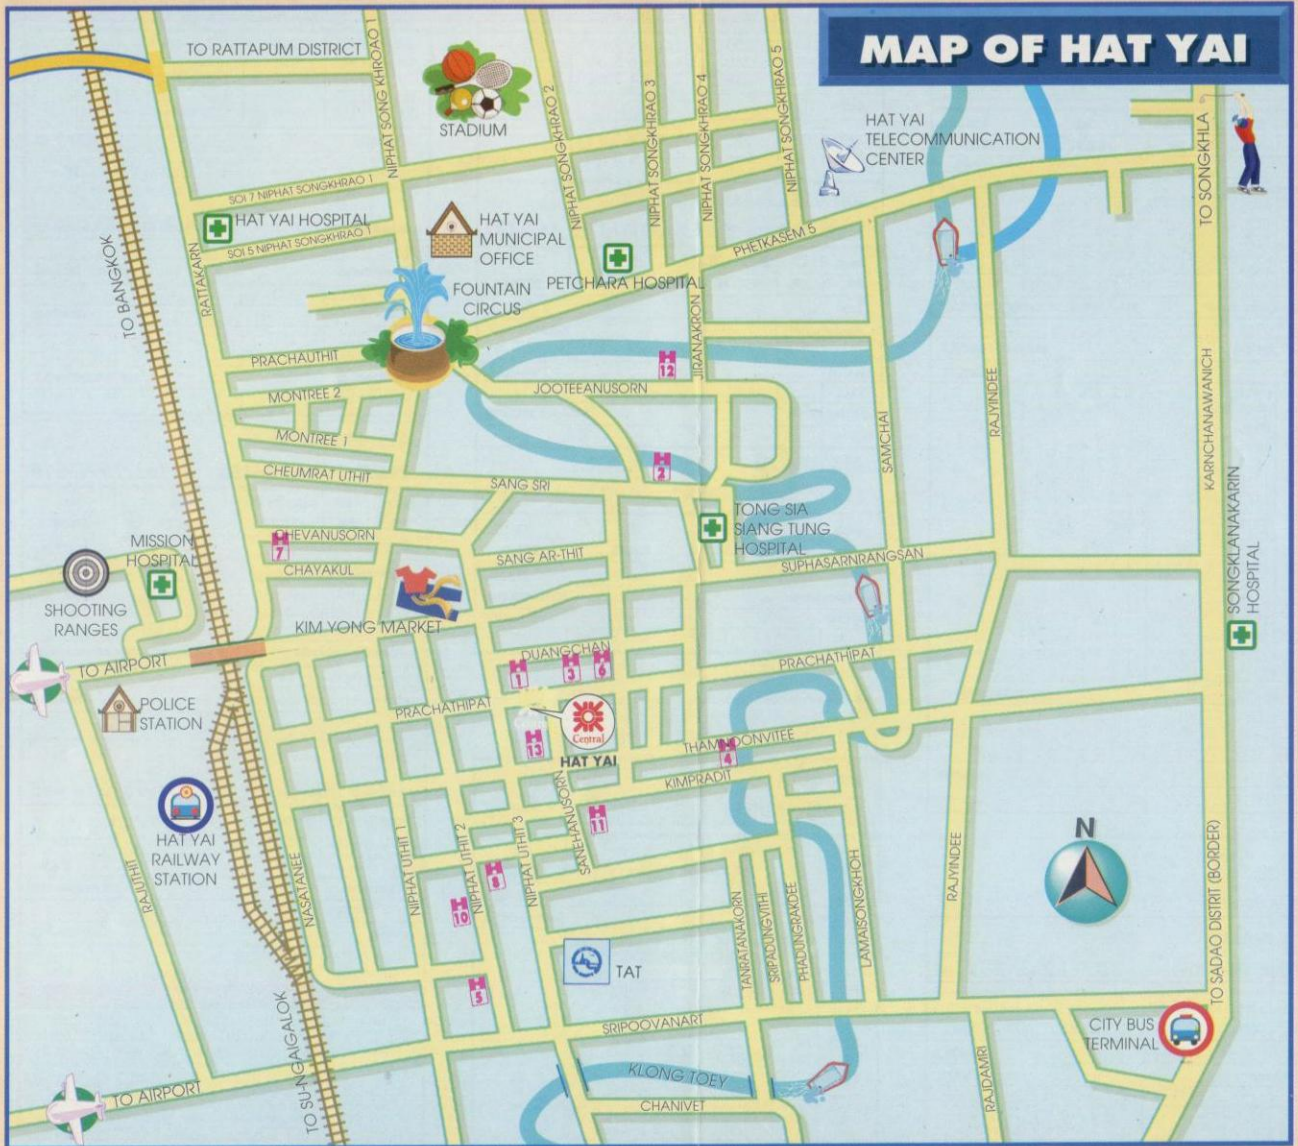 MAP OF HAT YAI
TO RATTAPUM DISTRICT
NIPHAT SONG KHROAO 1
STADIUM
NIPHAT SONGKHRAO 2
NIPHAT SONGKHRAO 3
NIPHAT SONGKHRAO 4
NIPHAT SONGKHRAO 5
HAT YAI
TELECOMMUNICATION
CENTER
TO SONGKHLA
SOI 7 NIPHAT SONGKHRAO 1
HAT YAI HOSPITAL
SOI 5 NIPHAT SONGKHRAO 1
HAT YAI
MUNICIPAL
OFFICE
PHETKASEM 5
TO BANGKOK
RATTAKARN
FOUNTAIN
CIRCUS
PETCHARA HOSPITAL
JIRANAKRON
PRACHAUTHIT
H
12
JOOTEEANUSORN
MONTREE 2
MONTREE 1
SAMCHAI
RAJYINDEE
KARNCHANAWANICH
CHEUMRAT UTHIT
SANG SRI
H
2
TONG SIA
SIANG TUNG
HOSPITAL
SONGKLANAKARIN
HOSPITAL
MISSION
HOSPITAL
CHEVANUSORN
H
7
SANG AR-THIT
SUPHASARNRANGSAN
CHAYAKUL
SHOOTING
RANGES
KIM YONG MARKET
TO AIRPORT
DUANGCHAN
H
1
H
3
H
6
PRACHATHIPAT
POLICE
STATION
PRACHATHIPAT
Central
HAT YAI
H
13
THAMNOONVITEE
H
4
KIMPRADIT
HAT YAI
RAILWAY
STATION
SANEHANUSORN
H
11
N
NIPHAT UTHIT 1
NIPHAT UTHIT 2
NIPHAT UTHIT 3
H
8
H
10
RAJUTHIT
NASATANEE
TANRATANAKORN
SRIPADUNGVITHI
PHADUNGRAKDEE
LAMAISONGKHOH
RAJYINDEE
TO SADAO DISTRIT (BORDER)
TAT
H
5
SRIPOOVANART
CITY BUS
TERMINAL
TO SU-NGAIGALOK
KLONG TOEY
TO AIRPORT
CHANIVET
RAJDAMRI